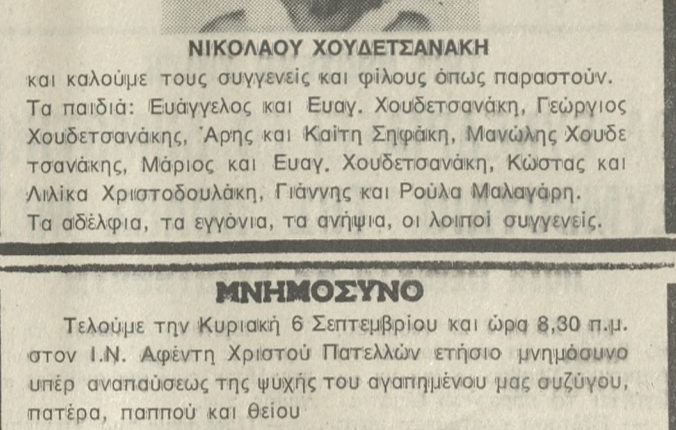 ΝΙΚΟΛΑΟΥ ΧΟΥΔΕΤΣΑΝΑΚΗ
και καλούμε τους συγγενείς και φίλους όπως παραστούν.
Τα παιδιά: Ευάγγελος και Ευαγ. Χουδετσανάκη, Γεώργιος
Χουδετσανάκης, Άρης και Καίτη Σηφάκη, Μανώλης Χουδε
τσανάκης, Μάριος και Ευαγ. Χουδετσανάκη, Κώστας και
Λιλίκα Χριστοδουλάκη, Γιάννης και Ρούλα Μαλαγάρη.
Τα αδέλφια, τα εγγόνια, τα ανήψια, οι λοιποί συγγενείς.
ΜΝΗΜΟΣΥΝΟ
Τελούμε την Κυριακή 6 Σεπτεμβρίου και ώρα 8,30 π.μ.
στον Ι.Ν. Αφέντη Χριστού Πατελλών ετήσιο μνημόσυνο
υπέρ αναπαύσεως της ψυχής του αγαπημένου μας συζύγου,
πατέρα, παππού και θείου